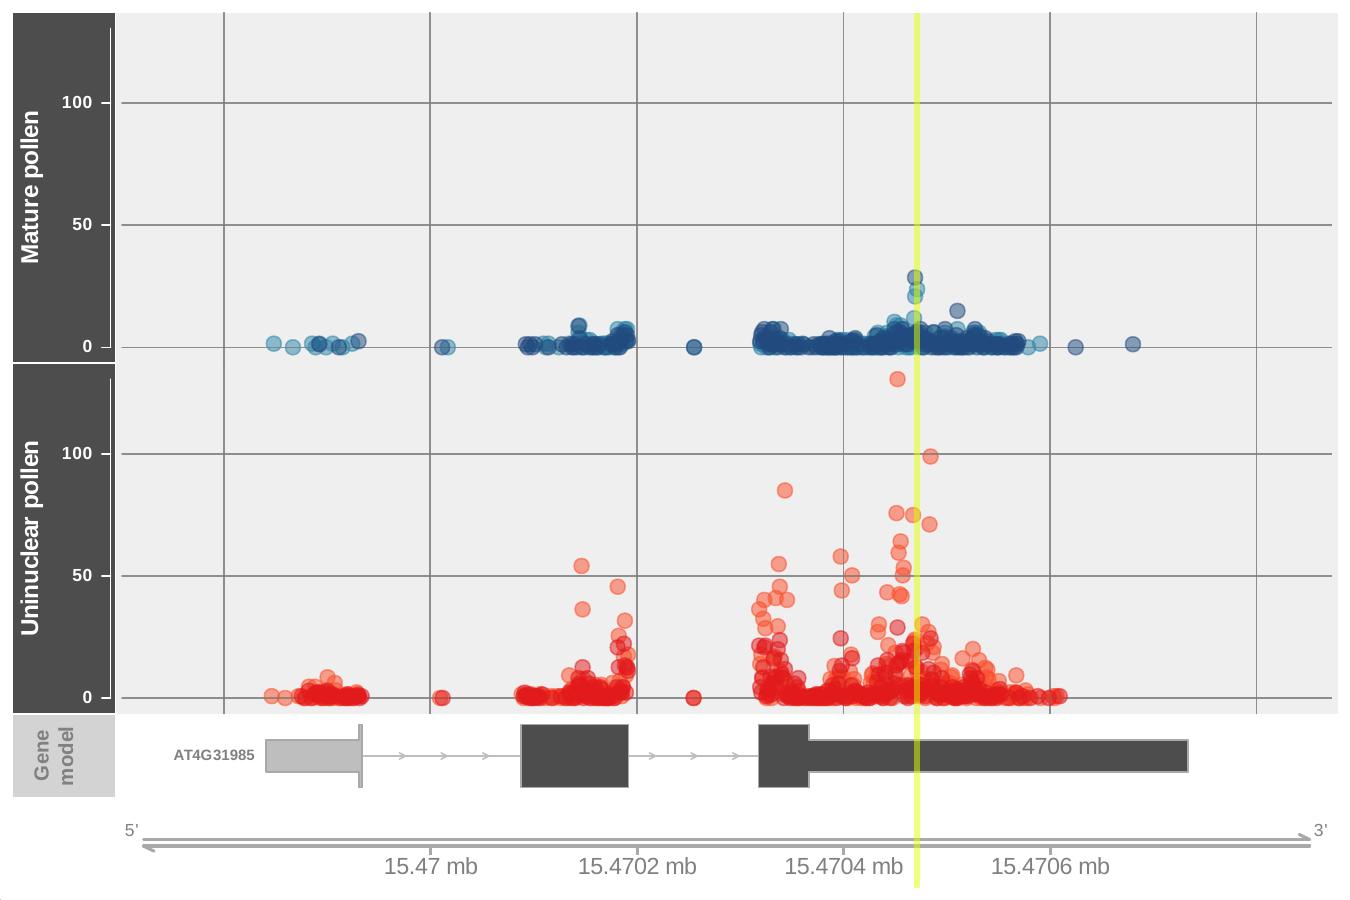 Mature pollen
100
50
0
Uninuclear pollen
100
50
0
Gene
model
AT4G31985
5'
3'
15.47 mb
15.4702 mb
15.4704 mb
15.4706 mb